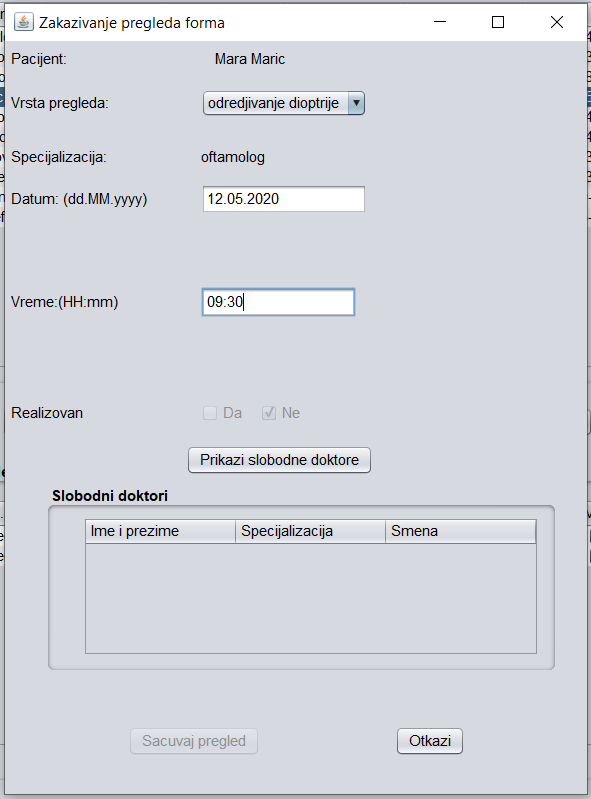 Zakazivanje pregleda forma
Pacijent: Mara Maric
Vrsta pregleda: odredjivanje dioptrije
Specijalizacija: oftamolog
Datum: (dd.MM.yyyy) 12.05.2020
Vreme:(HH:mm) 09:30
Realizovan Da Ne
Prikazi slobodne doktore
Slobodni doktori
Ime i prezime Specijalizacija Smena
Sacuvaj pregled Otkazi